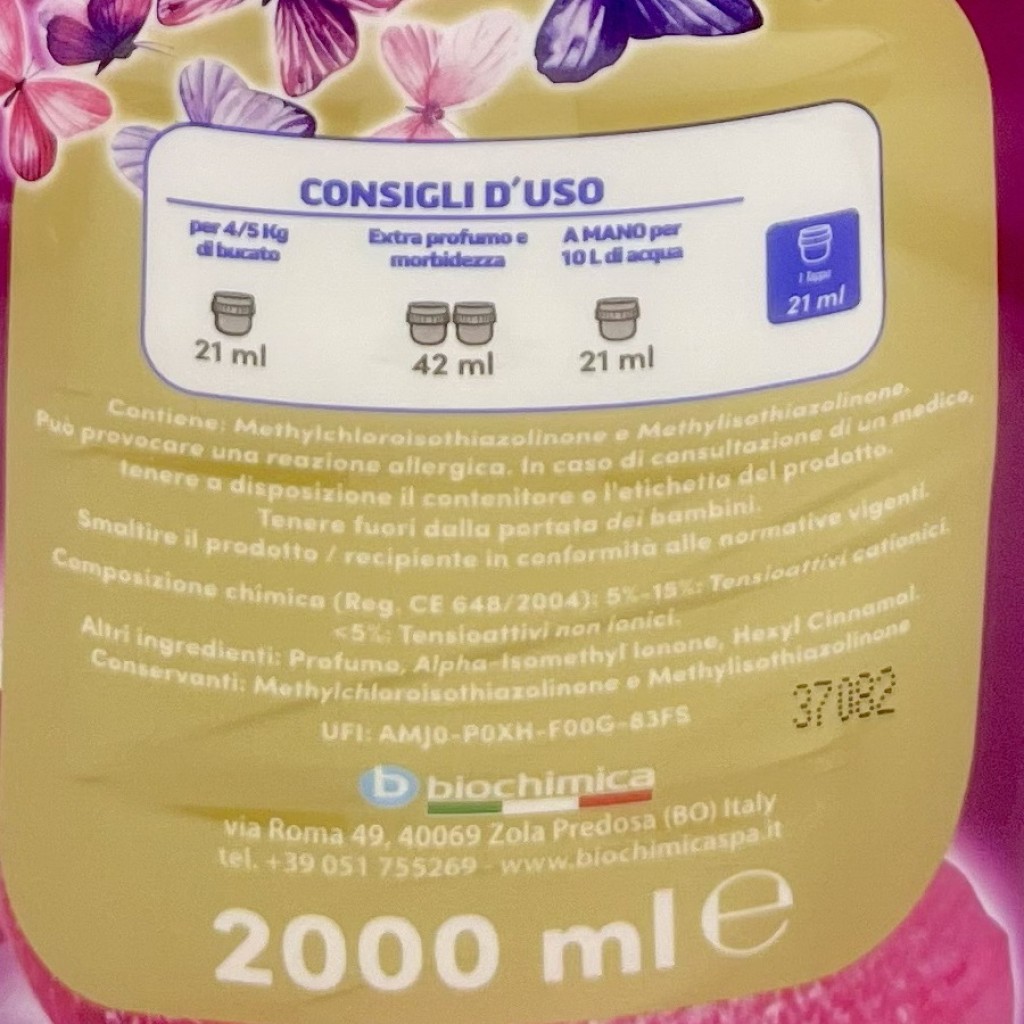 CONSIGLI D'USO
per 4/5 Kg
di bucato
21 ml
Extra profumo e
morbidezza
42 ml
A MANO per
10 L di acqua
21 ml
1 Tappo
21 ml
Contiene: Methylchloroisothiazolinone e Methylisothiazolinone.
Può provocare una reazione allergica. In caso di consultazione di un medico,
tenere a disposizione il contenitore o l'etichetta del prodotto.
Tenere fuori dalla portata dei bambini.
Smaltire il prodotto / recipiente in conformità alle normative vigenti.
Composizione chimica (Reg. CE 648/2004): 5%-15%: Tensioattivi cationici.
<5%: Tensioattivi non ionici.
Altri ingredienti: Profumo, Alpha-Isomethyl Ionone, Hexyl Cinnamal.
Conservanti: Methylchloroisothiazolinone e Methylisothiazolinone
37082
UFI: AMJ0-P0XH-F00G-83FS
b biochimica
via Roma 49, 40069 Zola Predosa (BO) Italy
tel. +39 051 755269 - www.biochimicaspa.it
2000 ml e